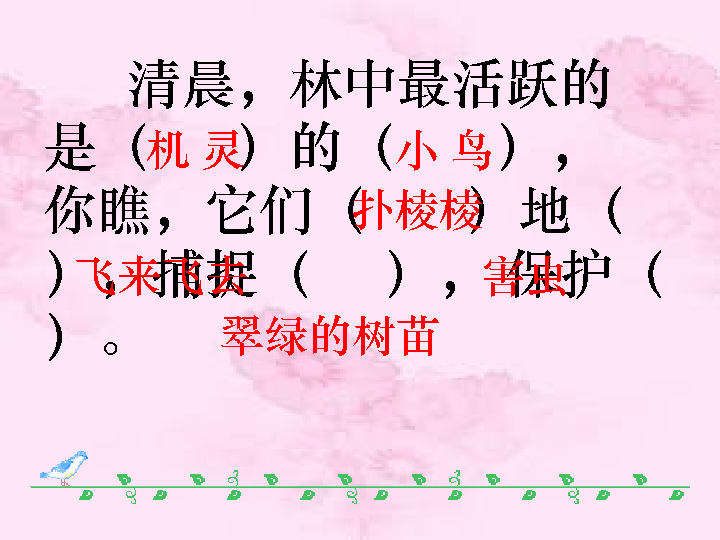 清晨，林中最活跃的
是（机 灵）的（小 鸟），
你瞧，它们（扑棱棱）地（
），捕捉（　　），保护（
）。
飞来飞去
害虫
翠绿的树苗